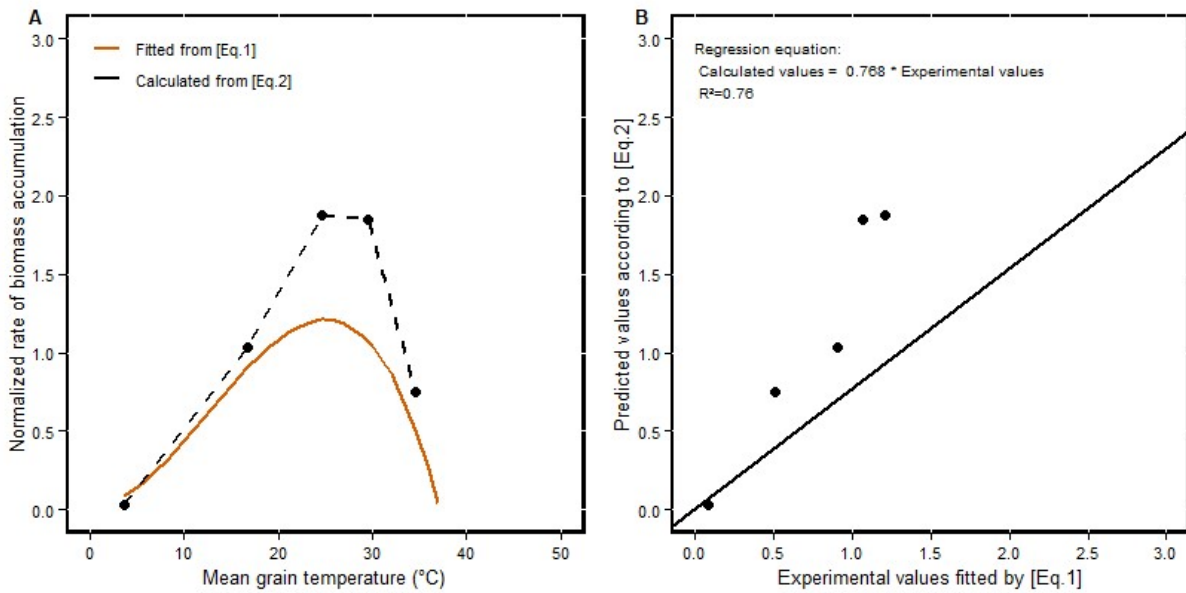 A
Fitted from [Eq.1]
Calculated from [Eq.2]
Normalized rate of biomass accumulation
3.0
2.5
2.0
1.5
1.0
0.5
0.0
0 10 20 30 40 50
Mean grain temperature (°C)
B
Regression equation:
Calculated values = 0.768 * Experimental values
R²=0.76
Predicted values according to [Eq.2]
3.0
2.5
2.0
1.5
1.0
0.5
0.0
0.0 0.5 1.0 1.5 2.0 2.5 3.0
Experimental values fitted by [Eq.1]